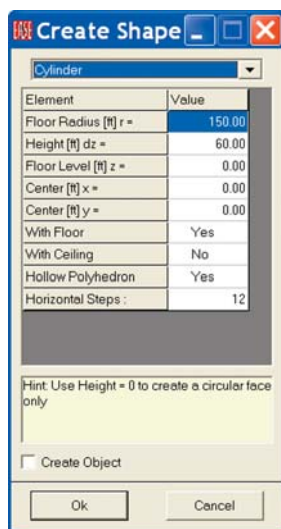 EASE Create Shape
Cylinder
Element Value
Floor Radius [ft] r = 150.00
Height [ft] dz = 60.00
Floor Level [ft] z = 0.00
Center [ft] x = 0.00
Center [ft] y = 0.00
With Floor Yes
With Ceiling No
Hollow Polyhedron Yes
Horizontal Steps : 12
Hint: Use Height = 0 to create a circular face
only
Create Object
Ok Cancel